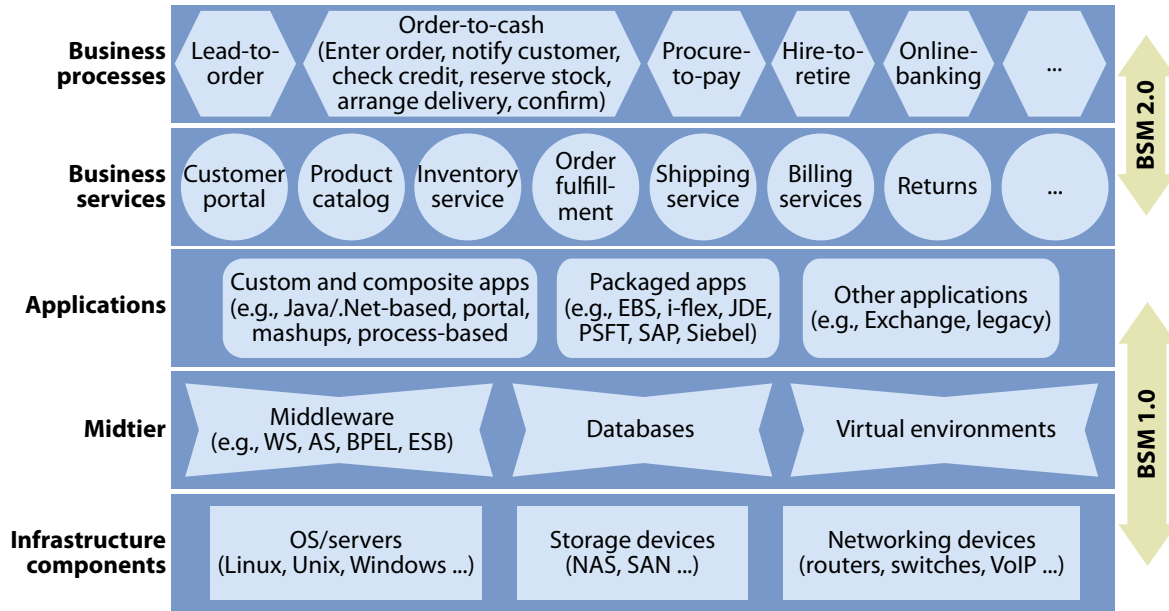 Business
processes
Lead-to-
order
Order-to-cash
(Enter order, notify customer,
check credit, reserve stock,
arrange delivery, confirm)
Procure-
to-pay
Hire-to-
retire
Online-
banking
...
BSM 2.0
Business
services
Customer
portal
Product
catalog
Inventory
service
Order
fulfill-
ment
Shipping
service
Billing
services
Returns
...
Applications
Custom and composite apps
(e.g., Java/.Net-based, portal,
mashups, process-based
Packaged apps
(e.g., EBS, i-flex, JDE,
PSFT, SAP, Siebel)
Other applications
(e.g., Exchange, legacy)
BSM 1.0
Midtier
Middleware
(e.g., WS, AS, BPEL, ESB)
Databases
Virtual environments
Infrastructure
components
OS/servers
(Linux, Unix, Windows ...)
Storage devices
(NAS, SAN ...)
Networking devices
(routers, switches, VoIP ...)